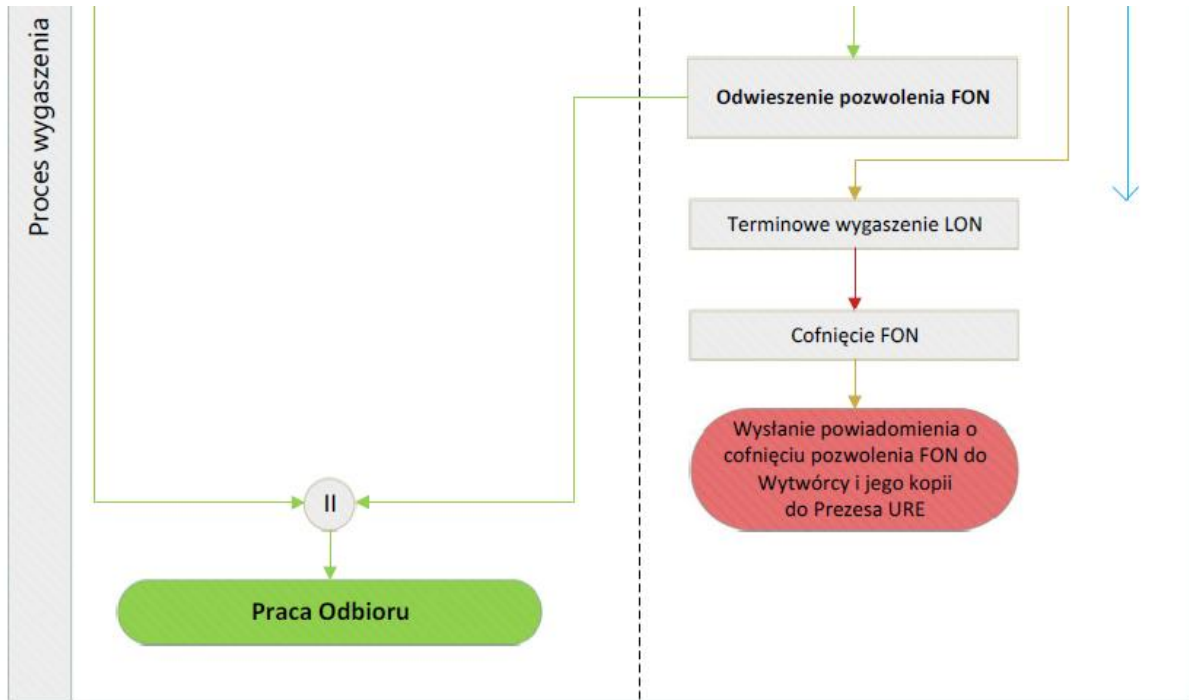 Proces wygaszenia
Odwieszenie pozwolenia FON
Terminowe wygaszenie LON
Cofnięcie FON
Wysłanie powiadomienia o
cofnięciu pozwolenia FON do
Wytwórcy i jego kopii
do Prezesa URE
II
Praca Odbioru